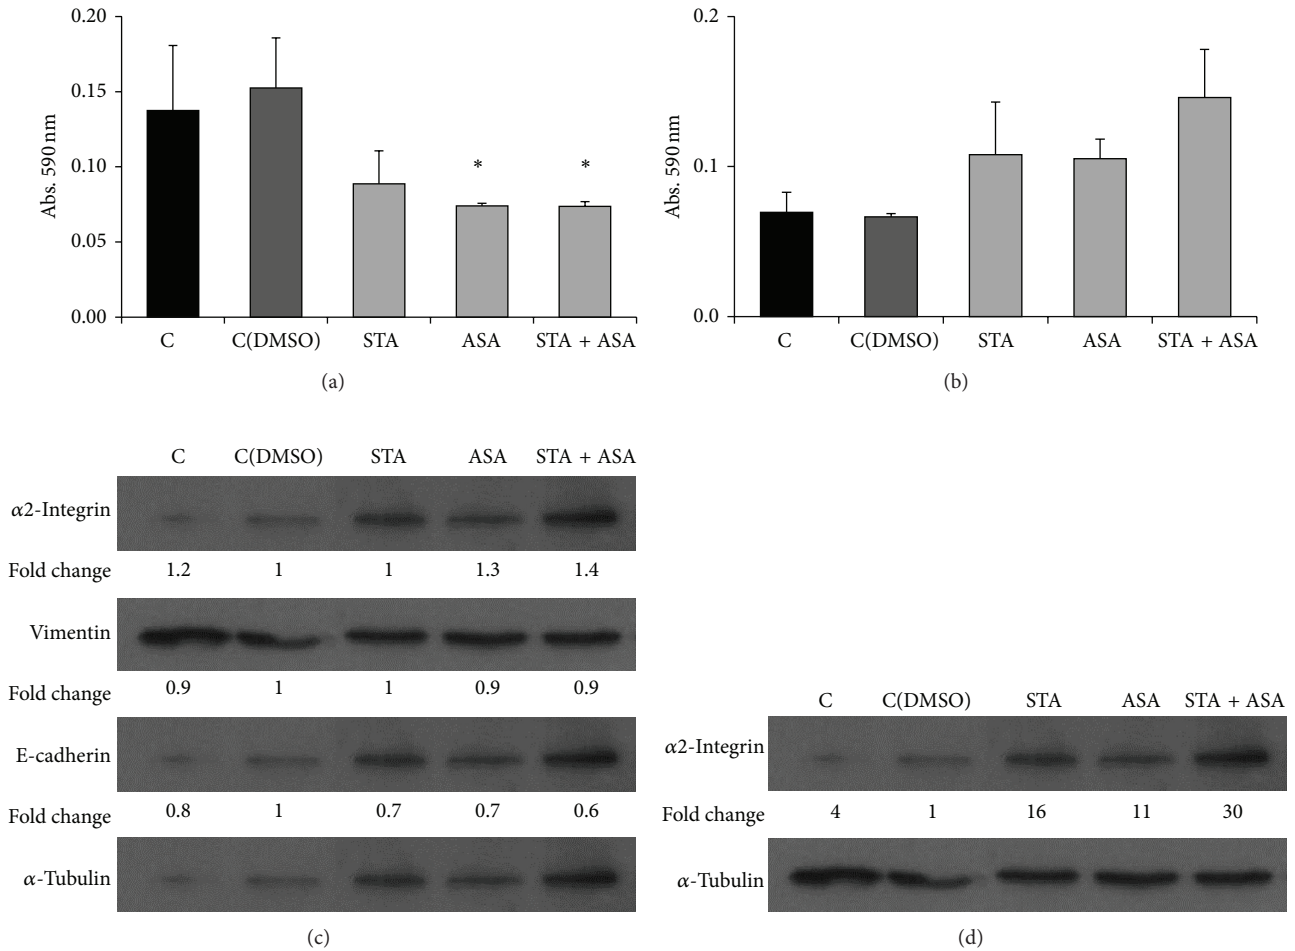 0.20
0.15
0.10
0.05
0.00
Abs. 590 nm
* *
C C(DMSO) STA ASA STA + ASA
(a)
0.2
0.1
0.0
Abs. 590 nm
C C(DMSO) STA ASA STA + ASA
(b)
C C(DMSO) STA ASA STA + ASA
α2-Integrin
Fold change 1.2 1 1 1.3 1.4
Vimentin
Fold change 0.9 1 1 0.9 0.9
E-cadherin
Fold change 0.8 1 0.7 0.7 0.6
α-Tubulin
(c)
C C(DMSO) STA ASA STA + ASA
α2-Integrin
Fold change 4 1 16 11 30
α-Tubulin
(d)